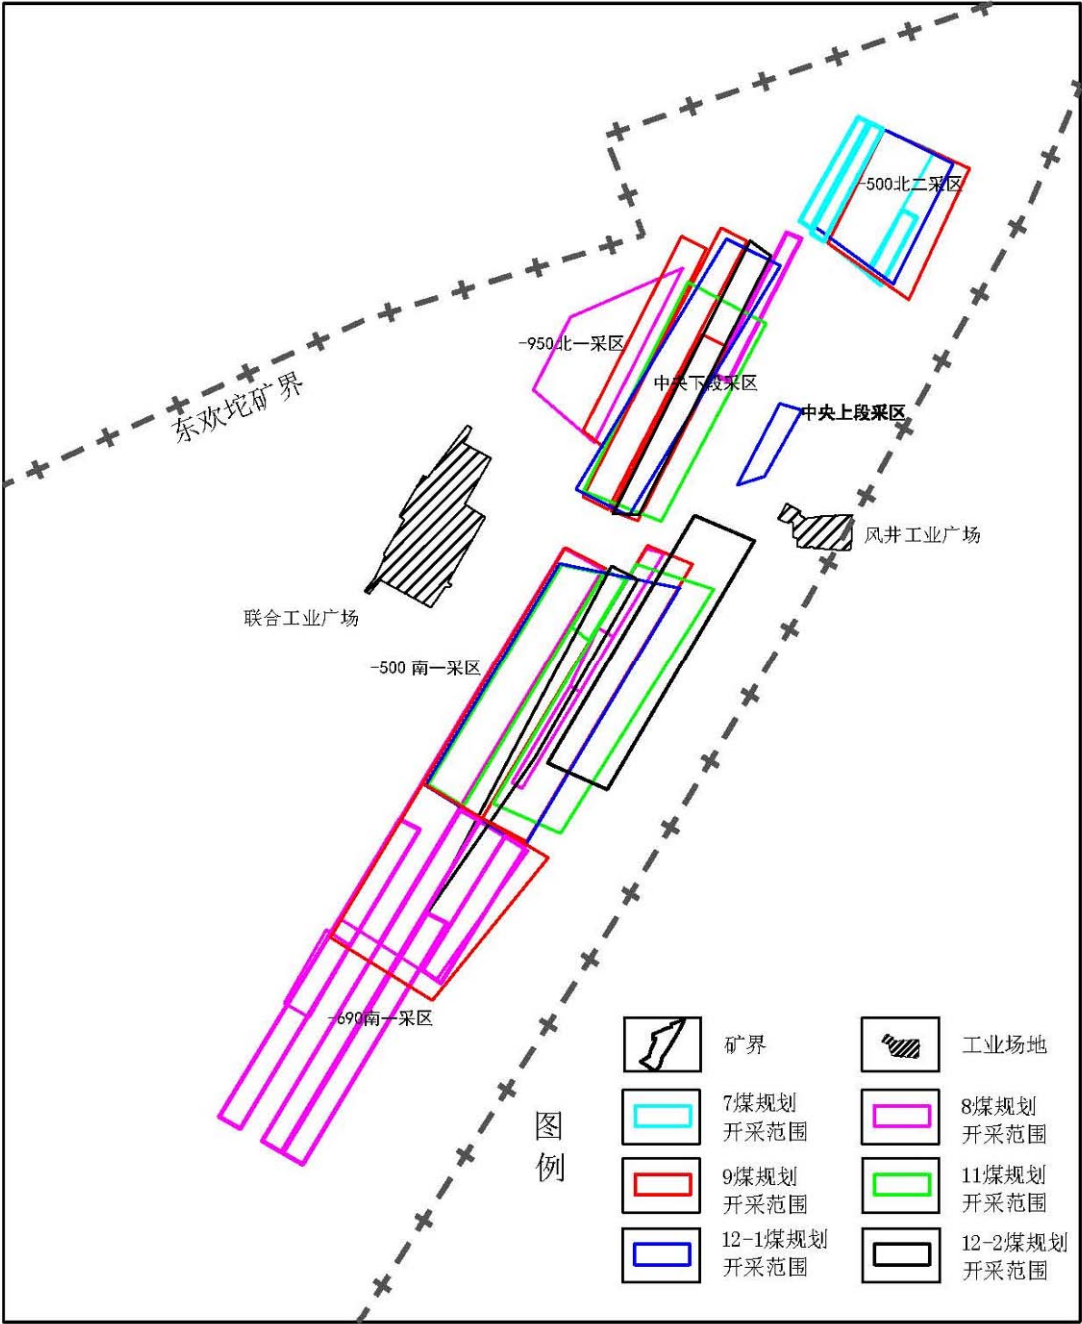 -500北二采区
-950北一采区
中央下段采区
东欢坨矿界
中央上段采区
风井工业广场
联合工业广场
-500 南一采区
-690南一采区
图
例
矿界
工业场地
7煤规划
开采范围
8煤规划
开采范围
9煤规划
开采范围
11煤规划
开采范围
12-1煤规划
开采范围
12-2煤规划
开采范围